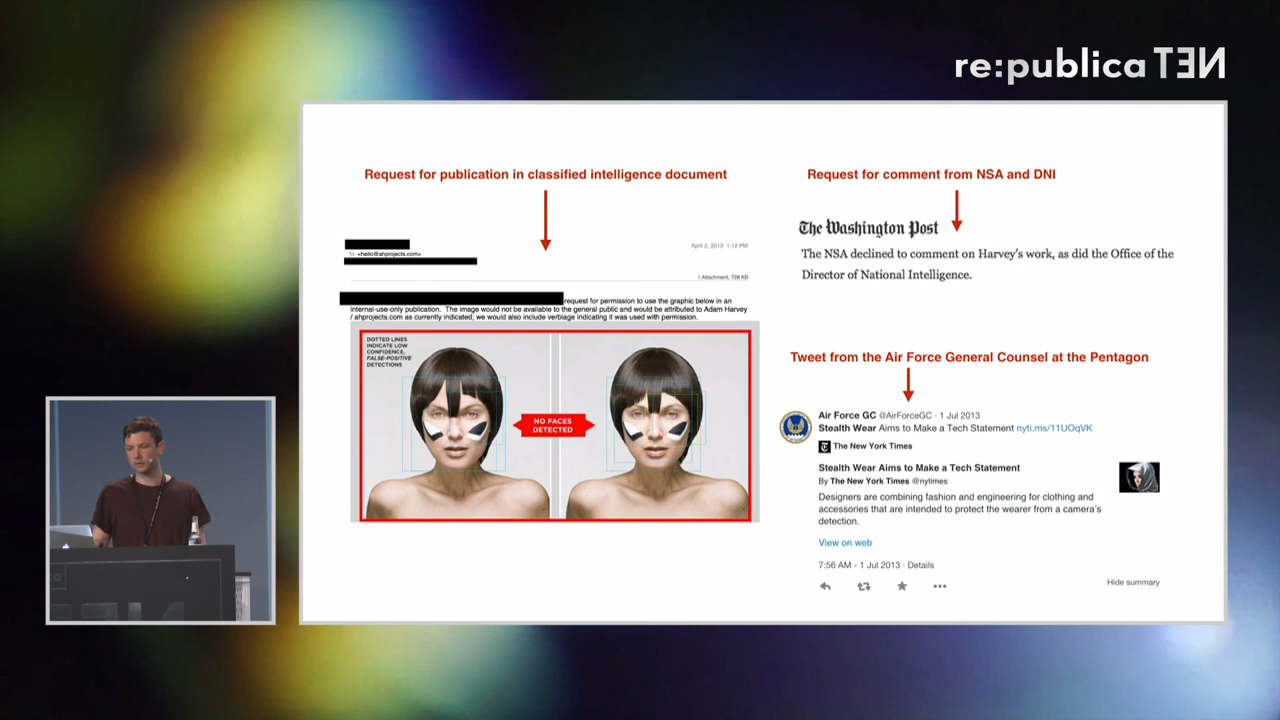 re:publica TEN
Request for publication in classified intelligence document
April 2, 2013 1:12 PM
To: <hello@ahprojects.com>
1 Attachment, 728 KB
request for permission to use the graphic below in an
internal-use-only publication. The image would not be available to the general public and would be attributed to Adam Harvey
/ ahprojects.com as currently indicated; we would also include verbiage indicating it was used with permission.
DOTTED LINES
INDICATE LOW
CONFIDENCE,
FALSE-POSITIVE
DETECTIONS
NO FACES
DETECTED
Request for comment from NSA and DNI
The Washington Post
The NSA declined to comment on Harvey's work, as did the Office of the
Director of National Intelligence.
Tweet from the Air Force General Counsel at the Pentagon
Air Force GC @AirForceGC · 1 Jul 2013
Stealth Wear Aims to Make a Tech Statement nyti.ms/11UOqVK
The New York Times
Stealth Wear Aims to Make a Tech Statement
By The New York Times @nytimes
Designers are combining fashion and engineering for clothing and
accessories that are intended to protect the wearer from a camera's
detection.
View on web
7:56 AM - 1 Jul 2013 · Details
Hide summary